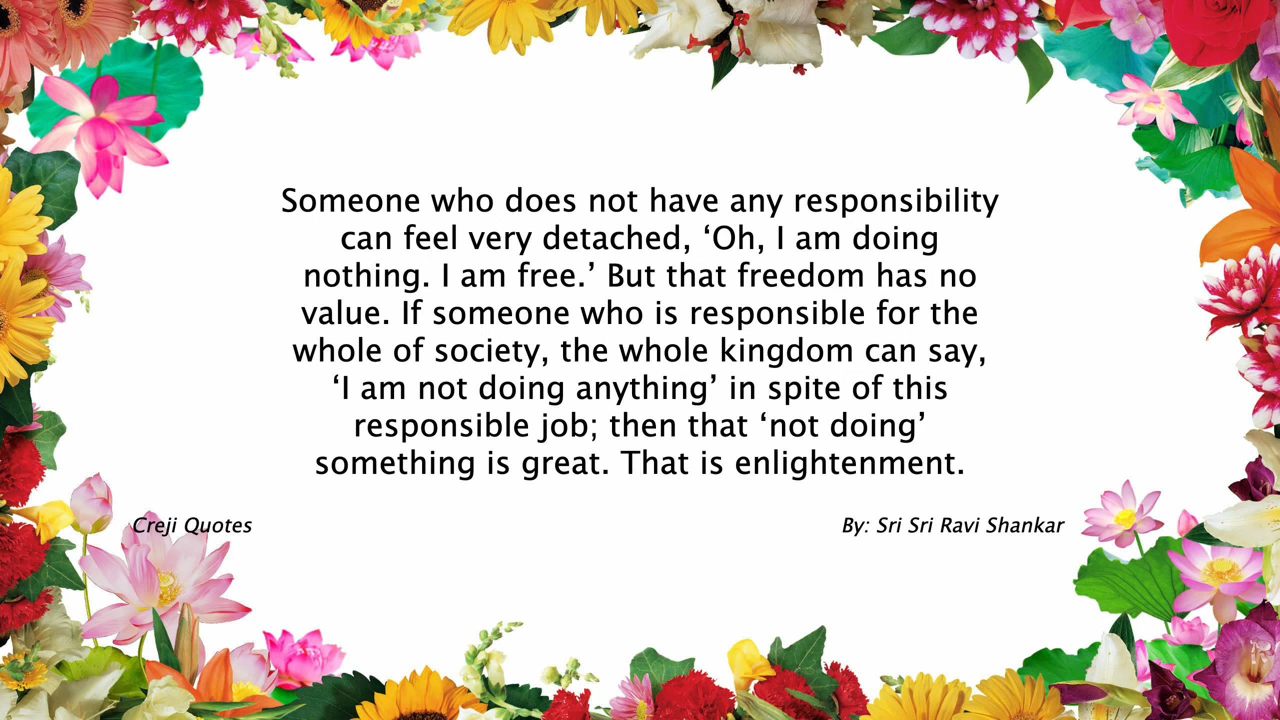 Someone who does not have any responsibility
can feel very detached, ‘Oh, I am doing
nothing. I am free.’ But that freedom has no
value. If someone who is responsible for the
whole of society, the whole kingdom can say,
‘I am not doing anything’ in spite of this
responsible job; then that ‘not doing’
something is great. That is enlightenment.
Creji Quotes
By: Sri Sri Ravi Shankar